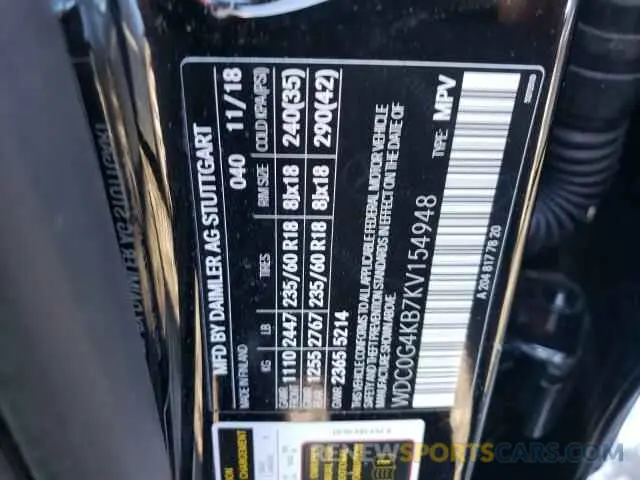 MFD BY DAIMLER AG STUTTGART
MADE IN FINLAND 040 11/18
KG LB TIRES RIM SIZE COLD KPA(PSI)
GAWR FRONT 1110 2447 235/60 R18 8Jx18 240(35)
GAWR REAR 1255 2767 235/60 R18 8Jx18 290(42)
GVWR 2365 5214
THIS VEHICLE CONFORMS TO ALL APPLICABLE FEDERAL MOTOR VEHICLE
SAFETY AND THEFT PREVENTION STANDARDS IN EFFECT ON THE DATE OF
MANUFACTURE SHOWN ABOVE.
WDC0G4KB7KV154948 TYPE: MPV
A 204 817 78 20
RENEWSPORTCARS.COM